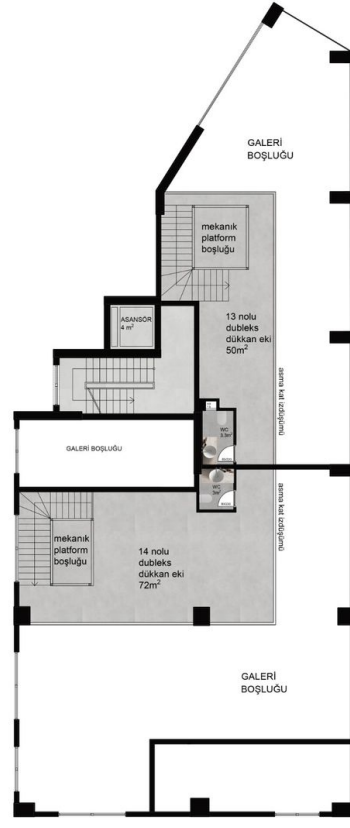 GALERİ
BOŞLUĞU
mekanık
platform
boşluğu
ASANSÖR
4 m²
13 nolu
dubleks
dükkan eki
50m²
asma kat izdüşümü
WC
GALERİ BOŞLUĞU
WC
asma kat izdüşümü
mekanık
platform
boşluğu
14 nolu
dubleks
dükkan eki
72m²
GALERİ
BOŞLUĞU